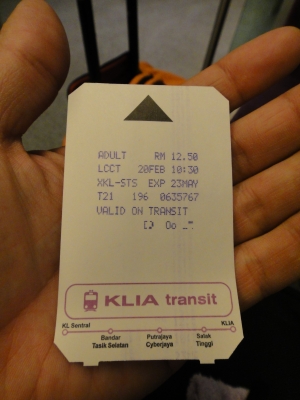 ADULT RM 12.50
LCCT 20FEB 10:30
XKL-STS EXP 23MAY
T21 196 0635767
VALID ON TRANSIT
KLIA transit
KL Sentral
Bandar Tasik Selatan
Putrajaya Cyberjaya
Salak Tinggi
KLIA